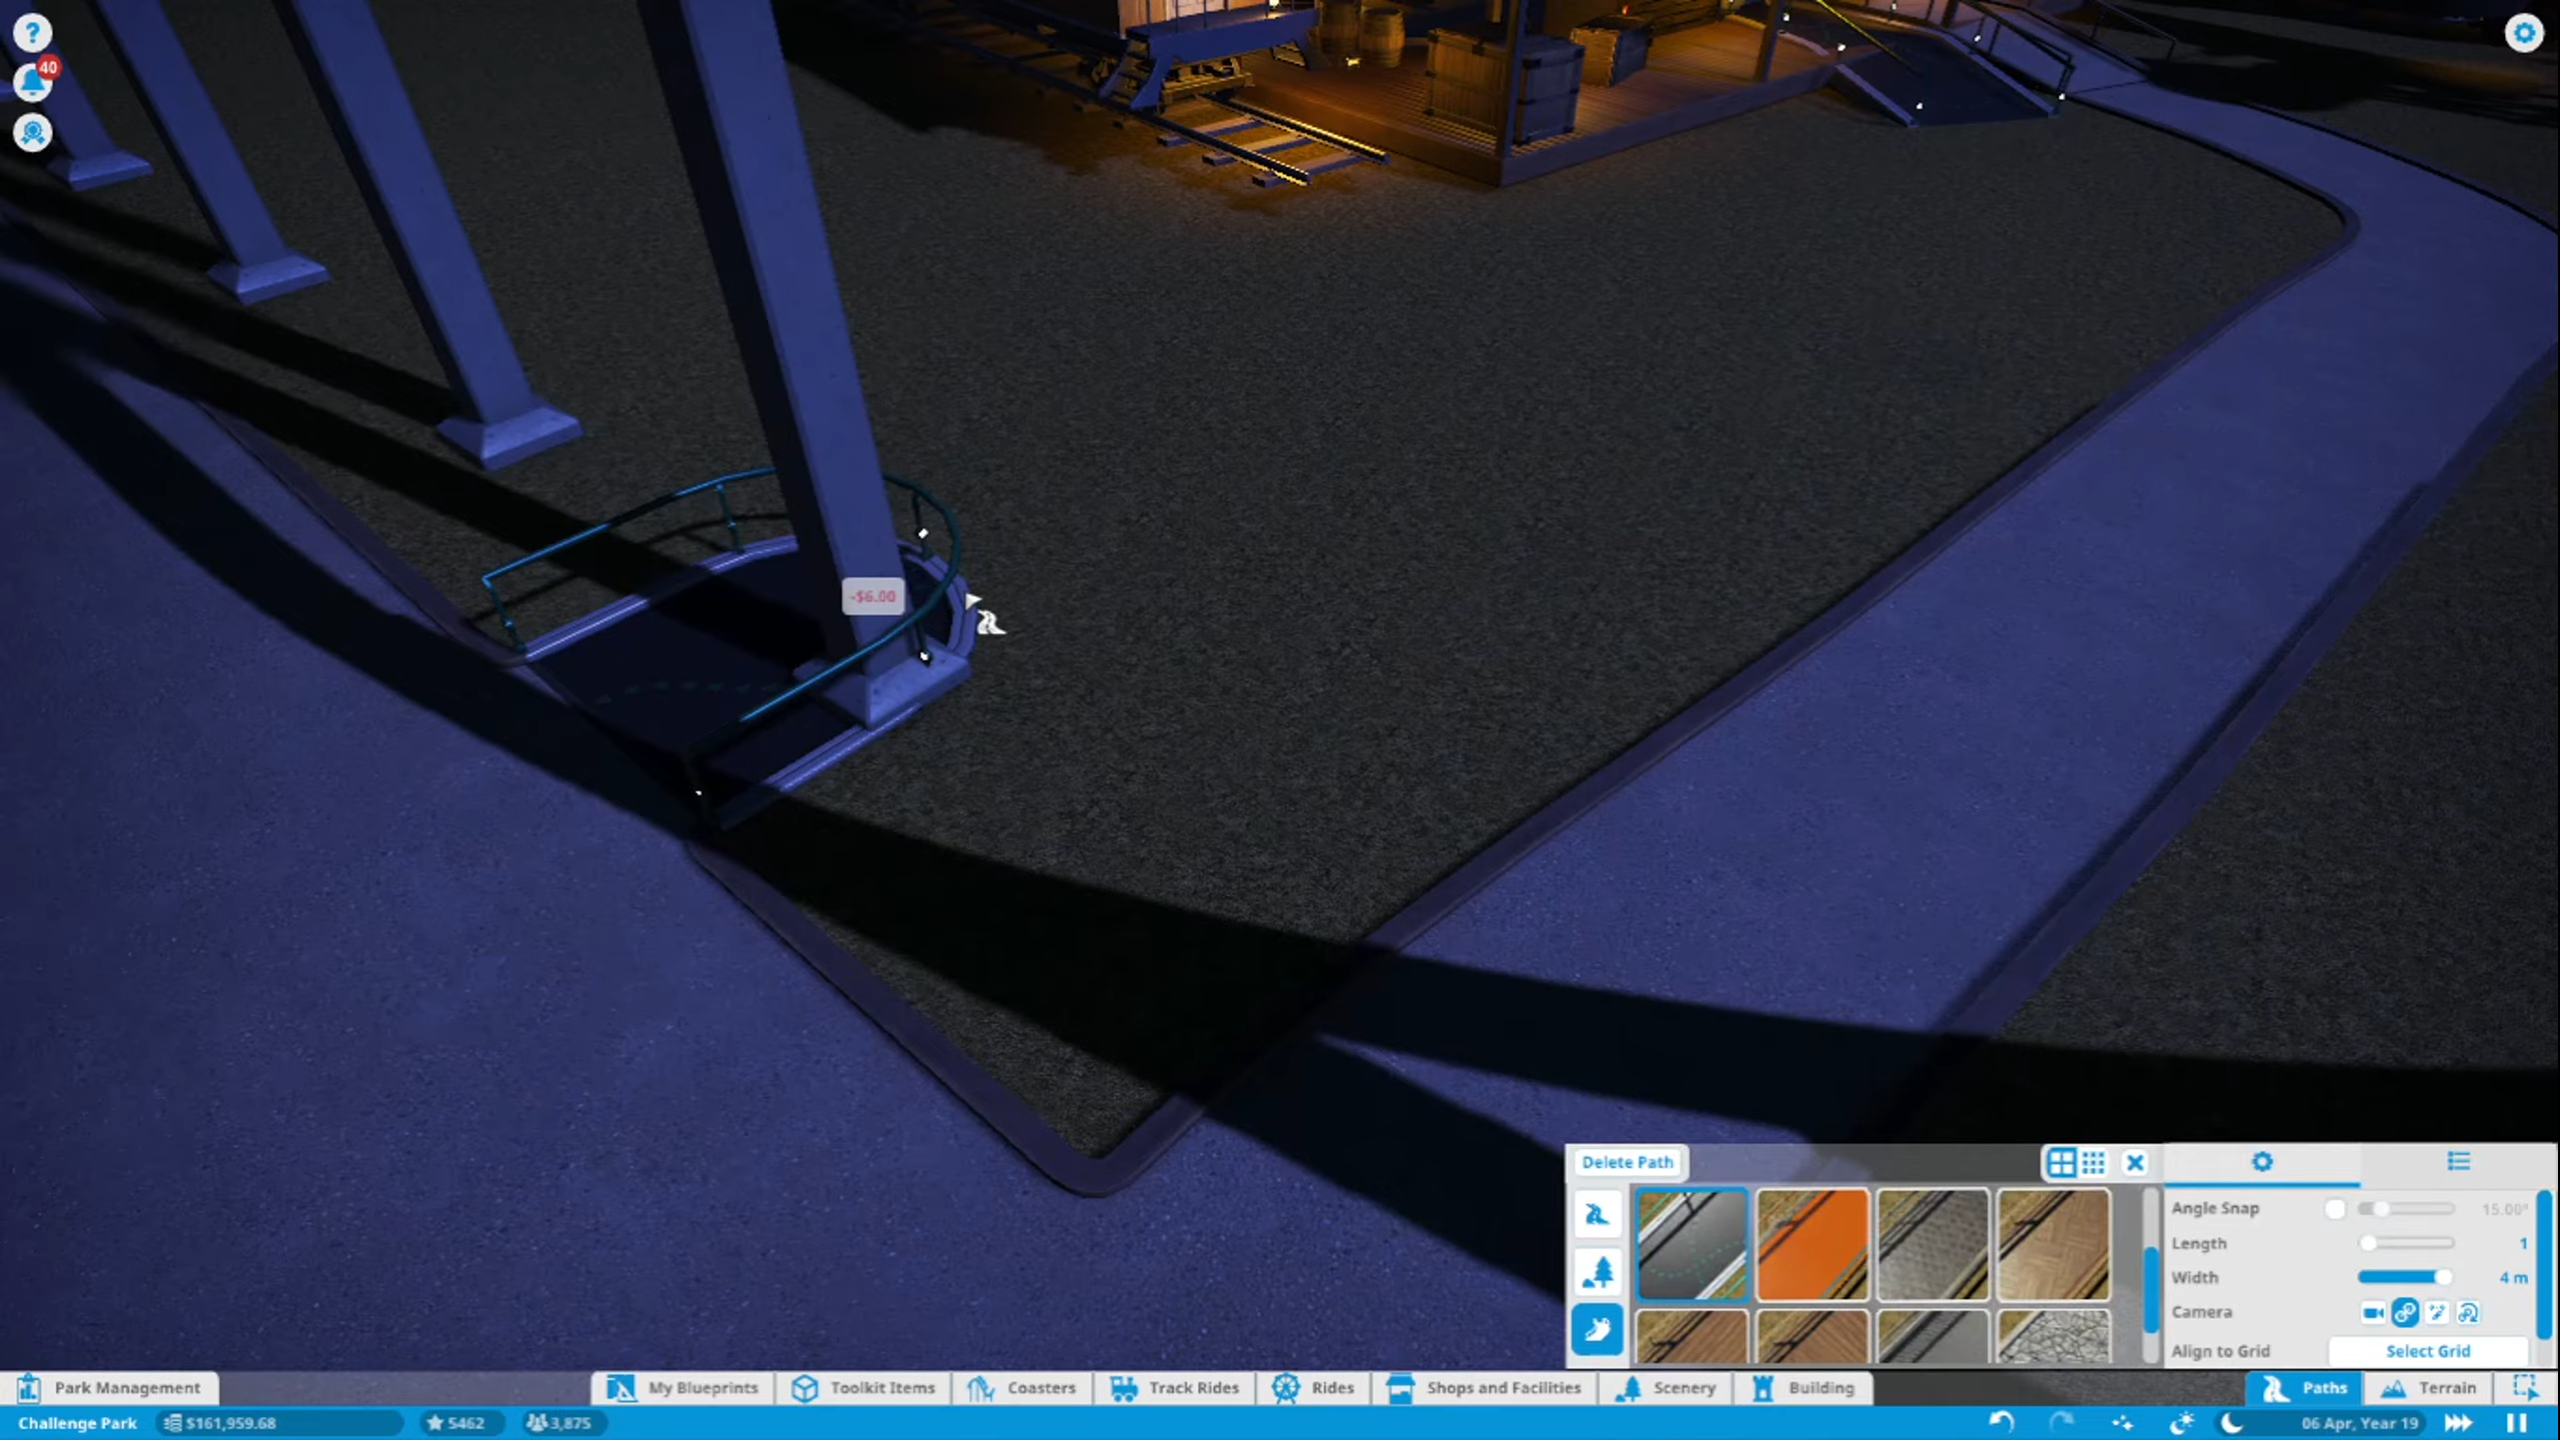 ?
40
-$6.00
Delete Path
Angle Snap 15.00°
Length 1
Width 4 m
Camera
Align to Grid Select Grid
Park Management My Blueprints Toolkit Items Coasters Track Rides Rides Shops and Facilities Scenery Building Paths Terrain
Challenge Park $161,959.68 5462 3,875 06 Apr, Year 19